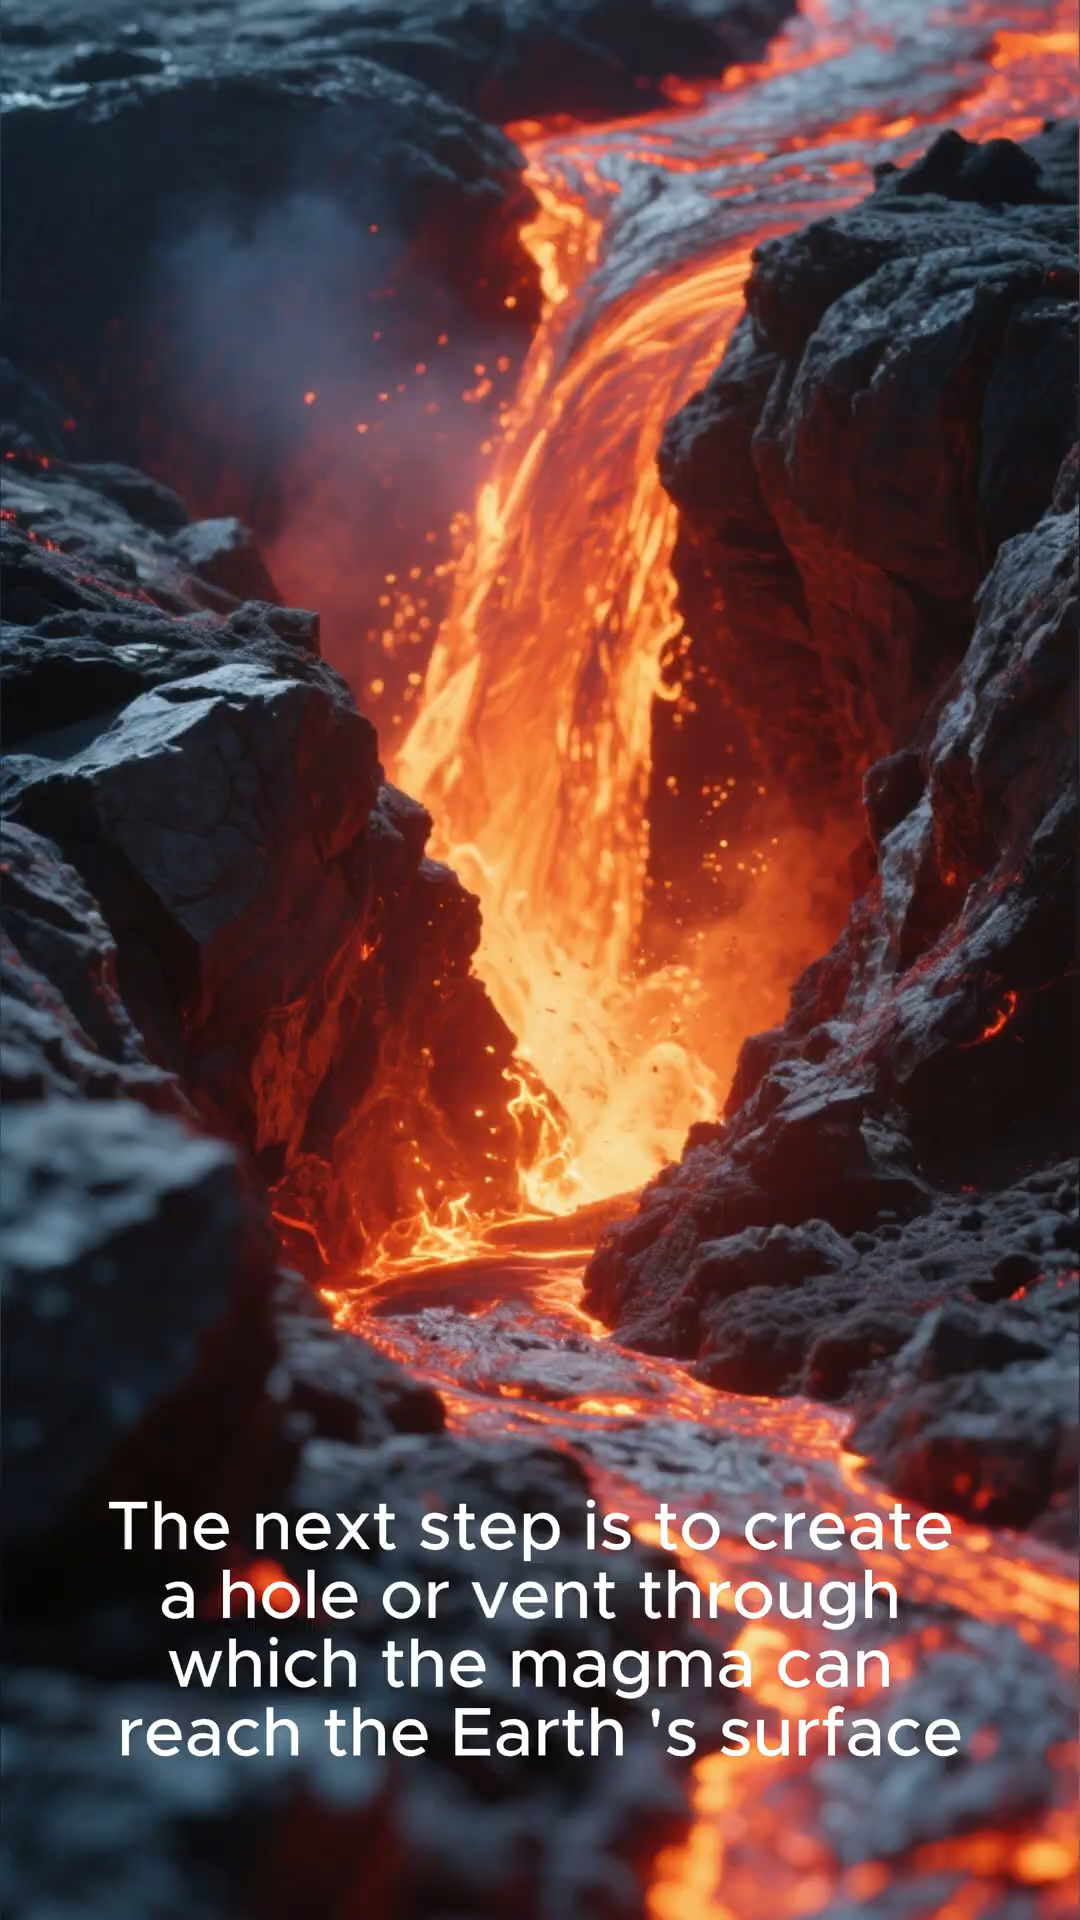 The next step is to create
a hole or vent through
which the magma can
reach the Earth 's surface